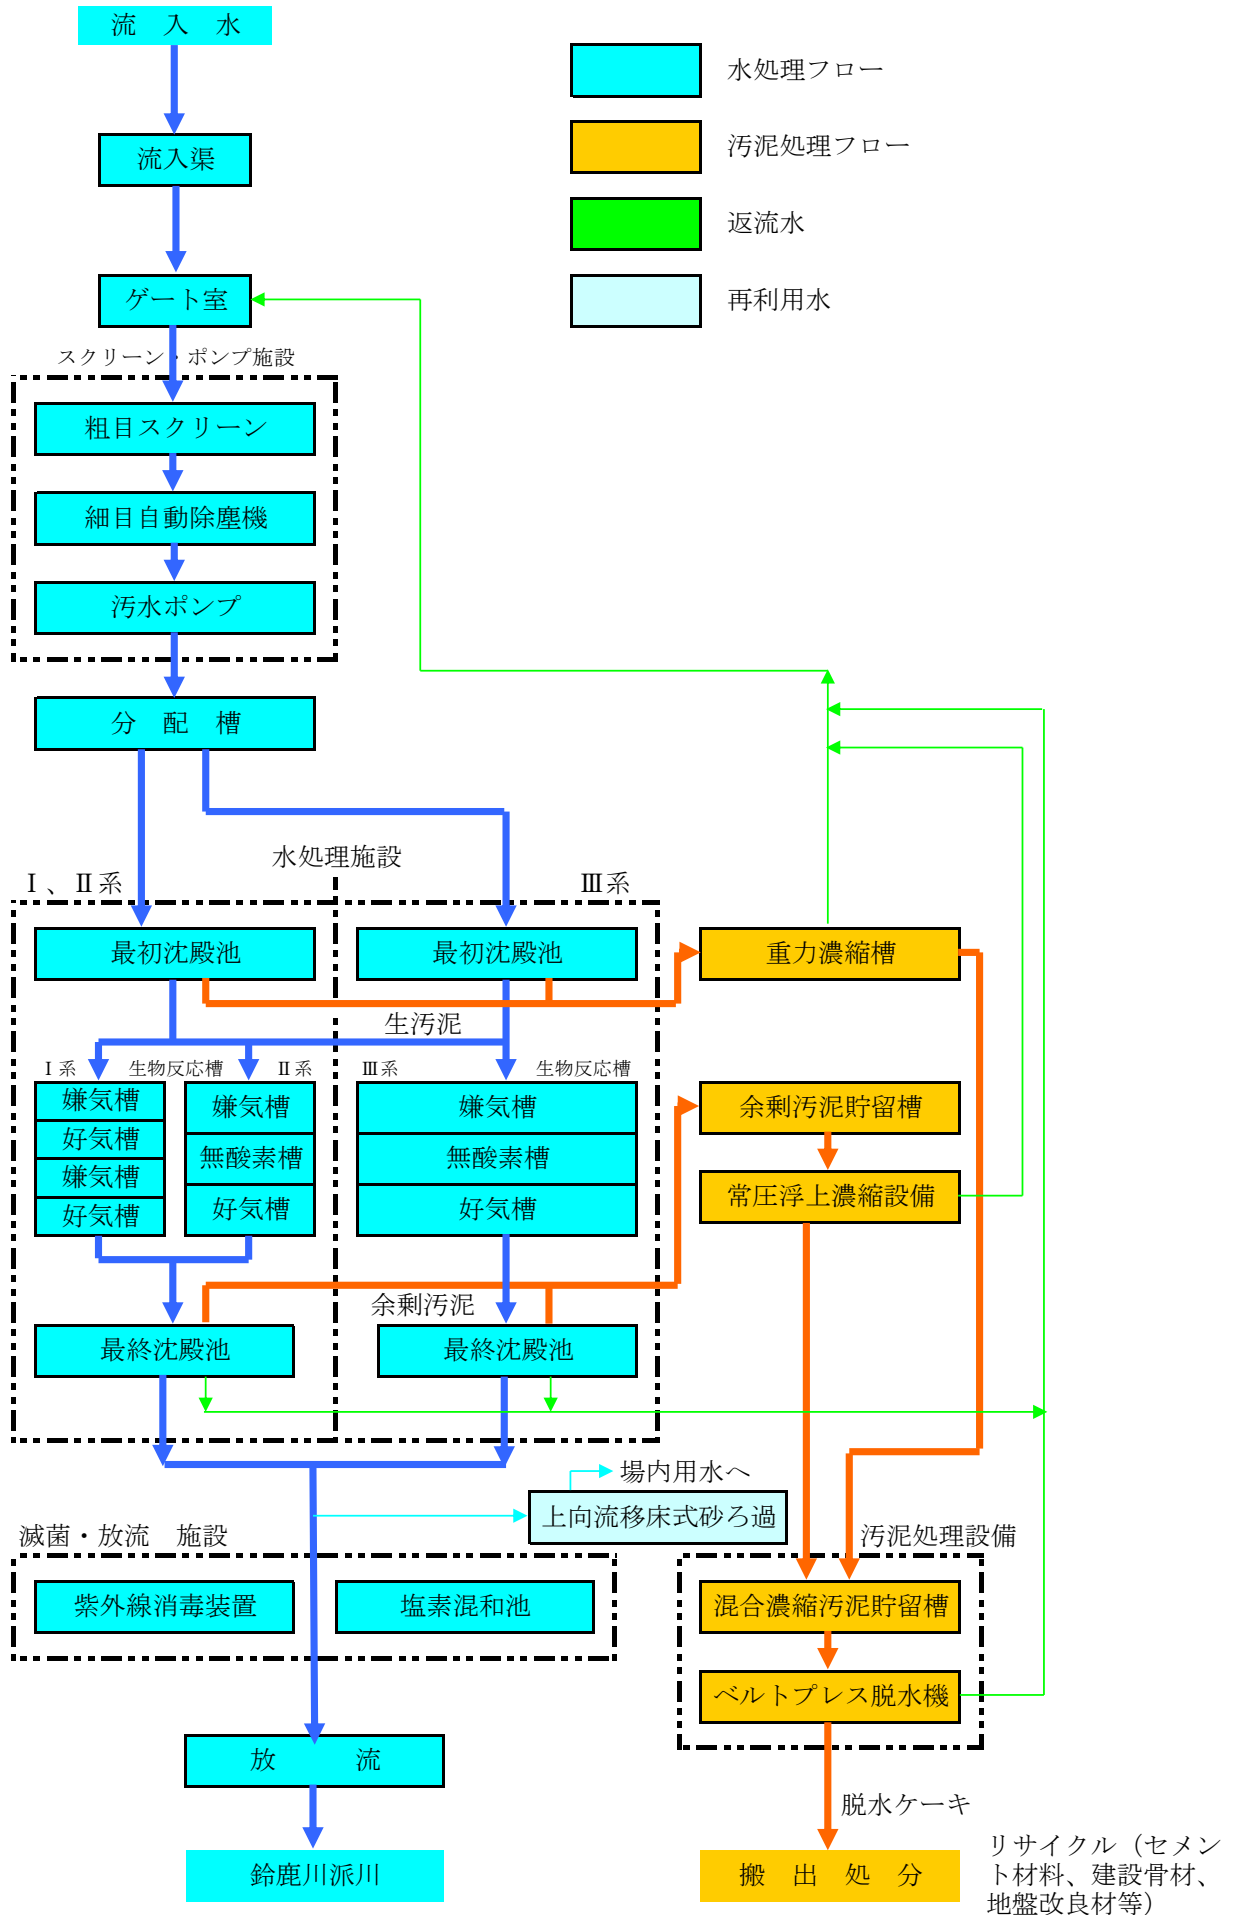 流　入　水
水処理フロー
汚泥処理フロー
流入渠
返流水
ゲート室
再利用水
スクリーン・ポンプ施設
粗目スクリーン
細目自動除塵機
汚水ポンプ
分　配　槽
水処理施設
Ⅰ、Ⅱ系
Ⅲ系
最初沈殿池
最初沈殿池
重力濃縮槽
生汚泥
Ⅰ系
生物反応槽
Ⅱ系
Ⅲ系
生物反応槽
嫌気槽
好気槽
嫌気槽
好気槽
嫌気槽
無酸素槽
好気槽
嫌気槽
無酸素槽
好気槽
余剰汚泥貯留槽
常圧浮上濃縮設備
余剰汚泥
最終沈殿池
最終沈殿池
場内用水へ
上向流移床式砂ろ過
滅菌・放流　施設
汚泥処理設備
紫外線消毒装置
塩素混和池
混合濃縮汚泥貯留槽
ベルトプレス脱水機
放　　　流
脱水ケーキ
鈴鹿川派川
搬　出　処　分
リサイクル（セメン
ト材料、建設骨材、
地盤改良材等）